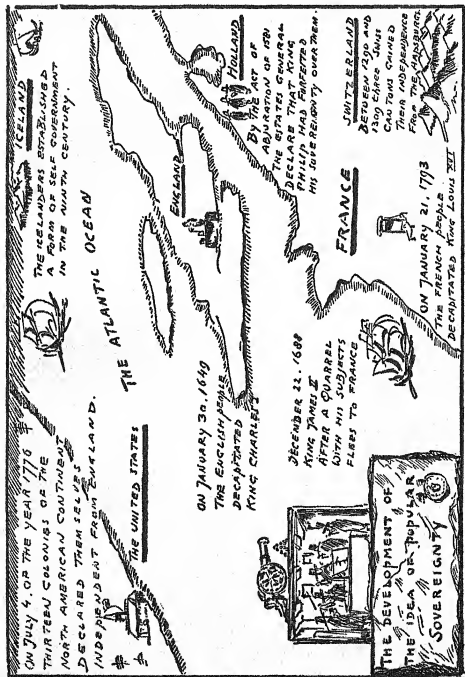 ON JULY 4. OF THE YEAR 1776
THIRTEEN COLONIES OF THE
NORTH AMERICAN CONTINENT
DECLARED THEMSELVES
INDEPENDENT FROM ENGLAND.
THE UNITED STATES
THE ATLANTIC OCEAN
ICELAND
THE ICELANDERS ESTABLISHED
A FORM OF SELF GOVERNMENT
IN THE NINTH CENTURY.
ENGLAND
ON JANUARY 30. 1649
THE ENGLISH PEOPLE
DECAPITATED
KING CHARLES I
HOLLAND
BY THE ACT OF
ABJURATION OF 1581
THE ESTATES GENERAL
DECLARE THAT KING
PHILIP HAD FORFEITED
HIS SOVEREIGNTY OVER THEM.
DECEMBER 22. 1688
KING JAMES II
AFTER A QUARREL
WITH HIS SUBJECTS
FLEES TO FRANCE
FRANCE
ON JANUARY 21. 1793
THE FRENCH PEOPLE
DECAPITATED KING LOUIS XVI
SWITZERLAND
BETWEEN 1290 AND
1309 THREE SWISS
CANTONS GAINED
THEIR INDEPENDENCE
FROM THE HAPSBURGS
THE DEVELOPMENT OF
THE IDEA OF POPULAR
SOVEREIGNTY